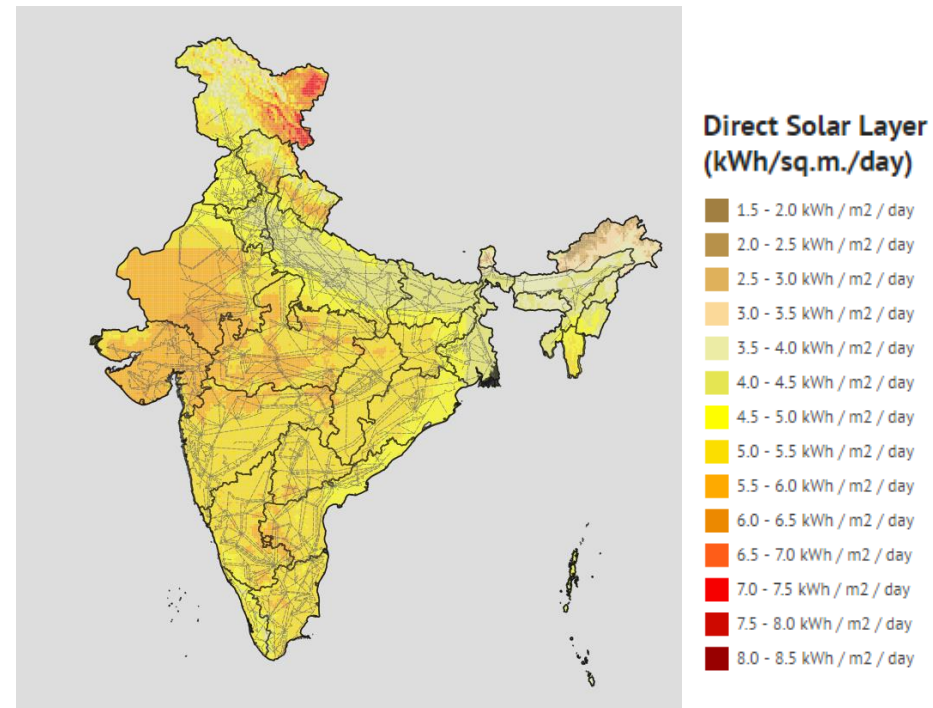 Direct Solar Layer
(kWh/sq.m./day)
1.5 - 2.0 kWh / m2 / day
2.0 - 2.5 kWh / m2 / day
2.5 - 3.0 kWh / m2 / day
3.0 - 3.5 kWh / m2 / day
3.5 - 4.0 kWh / m2 / day
4.0 - 4.5 kWh / m2 / day
4.5 - 5.0 kWh / m2 / day
5.0 - 5.5 kWh / m2 / day
5.5 - 6.0 kWh / m2 / day
6.0 - 6.5 kWh / m2 / day
6.5 - 7.0 kWh / m2 / day
7.0 - 7.5 kWh / m2 / day
7.5 - 8.0 kWh / m2 / day
8.0 - 8.5 kWh / m2 / day